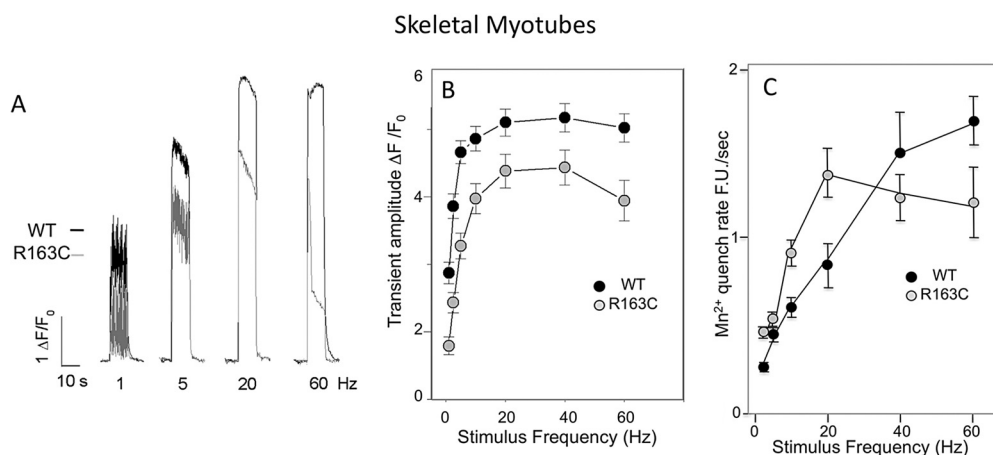 Skeletal Myotubes
A
WT
R163C
1 ΔF/F0
10 s
1 5 20 60 Hz
B
Transient amplitude ΔF/F0
6
4
2
0
0 20 40 60
Stimulus Frequency (Hz)
WT
R163C
C
Mn2+ quench rate F.U./sec
2
1
0
0 20 40 60
Stimulus Frequency (Hz)
WT
R163C